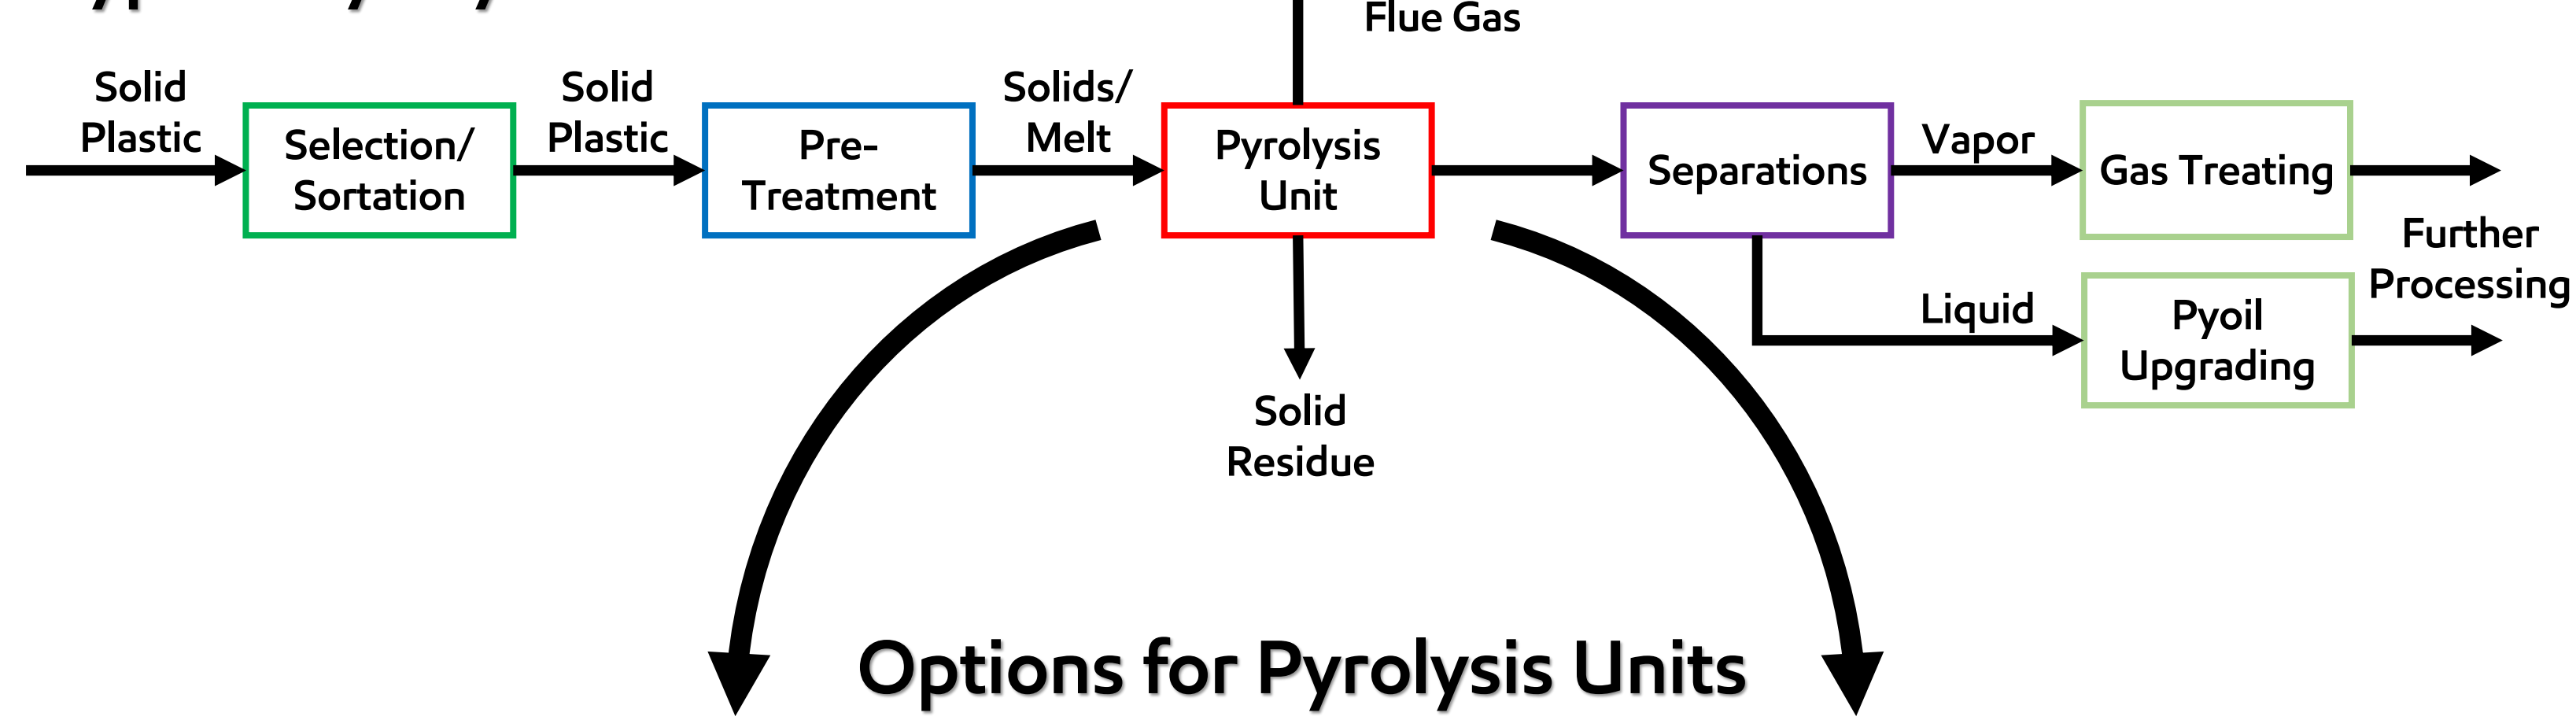 Flue Gas
Solid
Plastic
Selection/
Sortation
Solid
Plastic
Pre-
Treatment
Solids/
Melt
Pyrolysis
Unit
Separations
Vapor
Gas Treating
Further
Processing
Liquid
Pyoil
Upgrading
Solid
Residue
Options for Pyrolysis Units